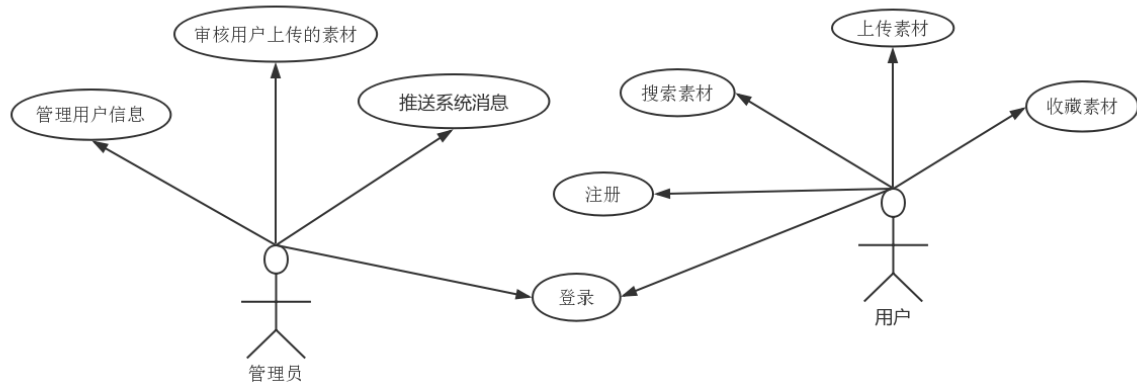 审核用户上传的素材
上传素材
管理用户信息
推送系统消息
搜索素材
收藏素材
注册
登录
用户
管理员